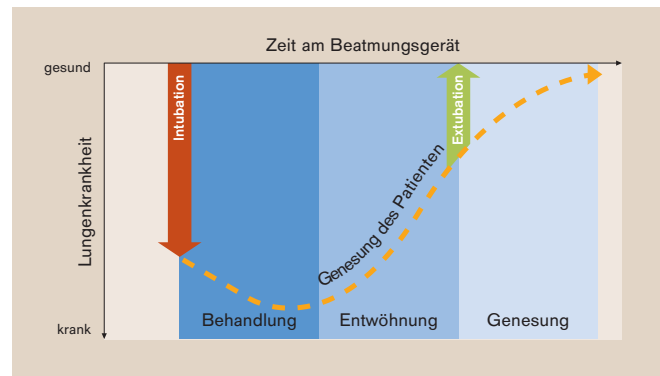 Zeit am Beatmungsgerät
gesund
Intubation
Extubation
Lungenkrankheit
Genesung des Patienten
krank
Behandlung
Entwöhnung
Genesung